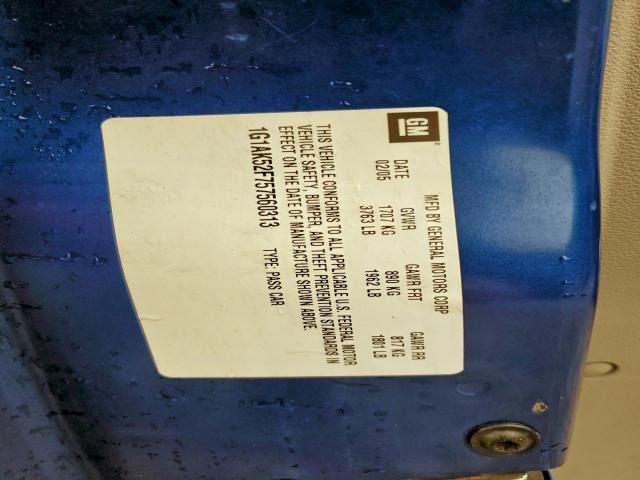 GM
MFD BY GENERAL MOTORS CORP
DATE GVWR GAWR FRT GAWR RR
02/05 1707 KG 890 KG 817 KG
3763 LB 1962 LB 1801 LB
THIS VEHICLE CONFORMS TO ALL APPLICABLE U.S. FEDERAL MOTOR
VEHICLE SAFETY, BUMPER, AND THEFT PREVENTION STANDARDS IN
EFFECT ON THE DATE OF MANUFACTURE SHOWN ABOVE.
1G1AK52F757560313 TYPE: PASS CAR